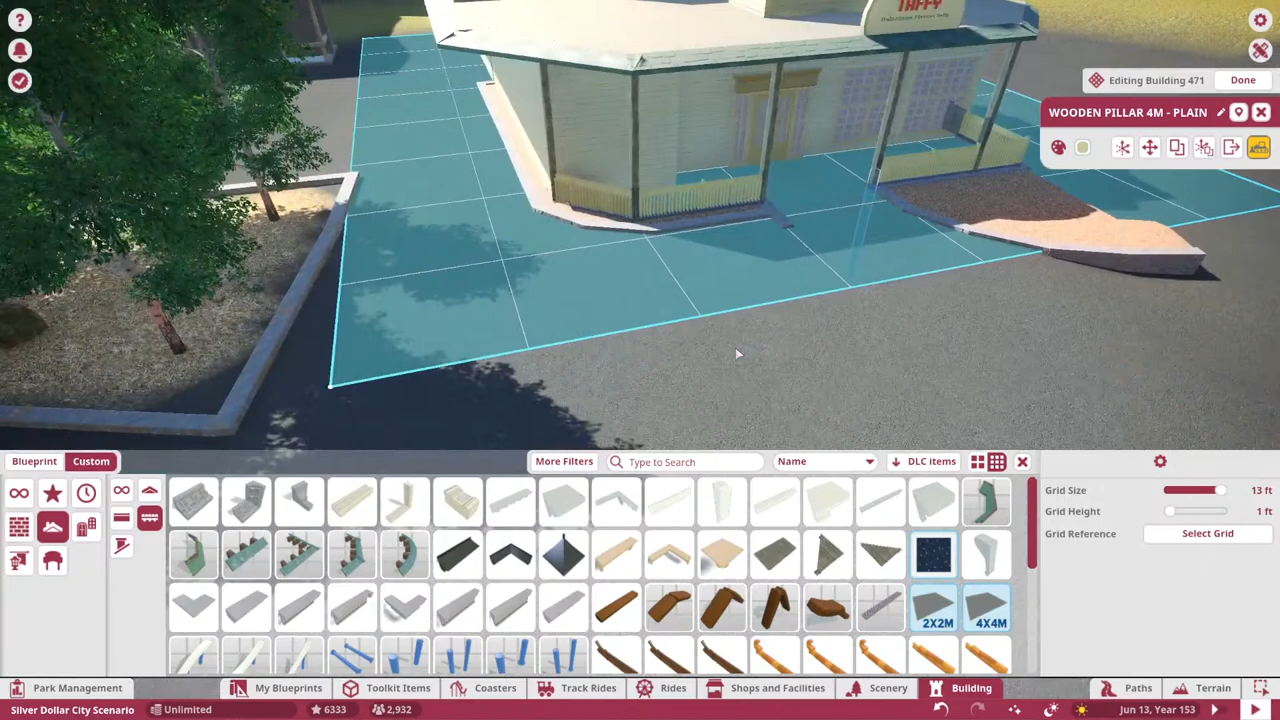 TAFFY
Editing Building 471
Done
WOODEN PILLAR 4M - PLAIN
Blueprint
Custom
More Filters
Type to Search
Name
DLC items
Grid Size
13 ft
Grid Height
1 ft
Grid Reference
Select Grid
2X2M
4X4M
Park Management
My Blueprints
Toolkit Items
Coasters
Track Rides
Rides
Shops and Facilities
Scenery
Building
Paths
Terrain
Silver Dollar City Scenario
Unlimited
6333
2,932
Jun 13, Year 153